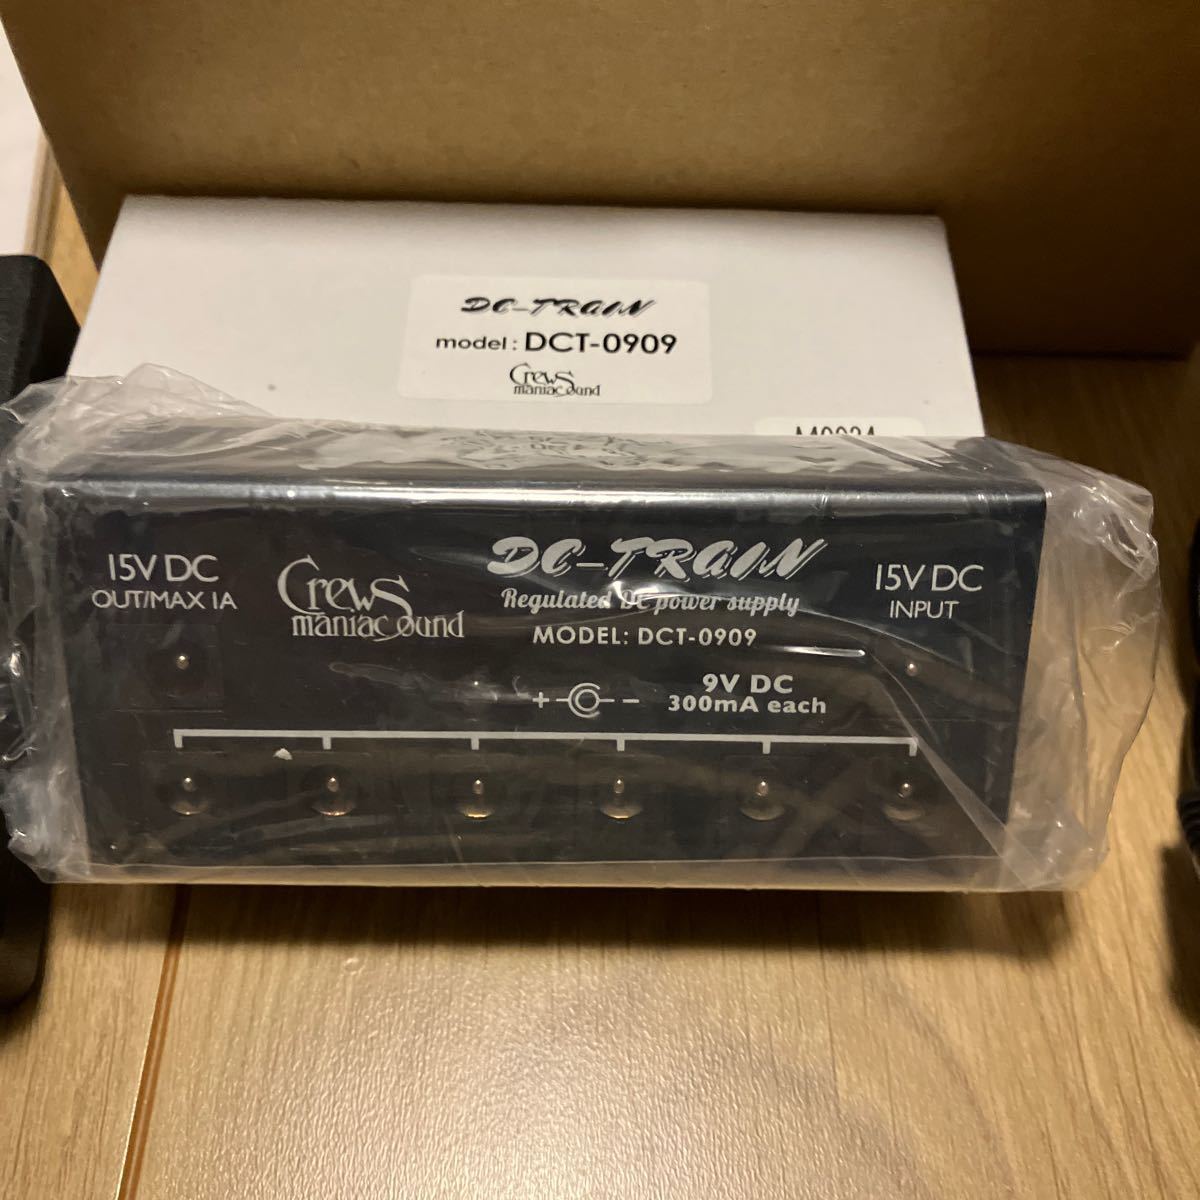 DC-TRAIN
model: DCT-0909
Crews
maniac sound
15V DC
OUT/MAX 1A
Crews
maniac sound
DC-TRAIN
Regulated DC power supply
MODEL: DCT-0909
15V DC
INPUT
+ -
9V DC
300mA each